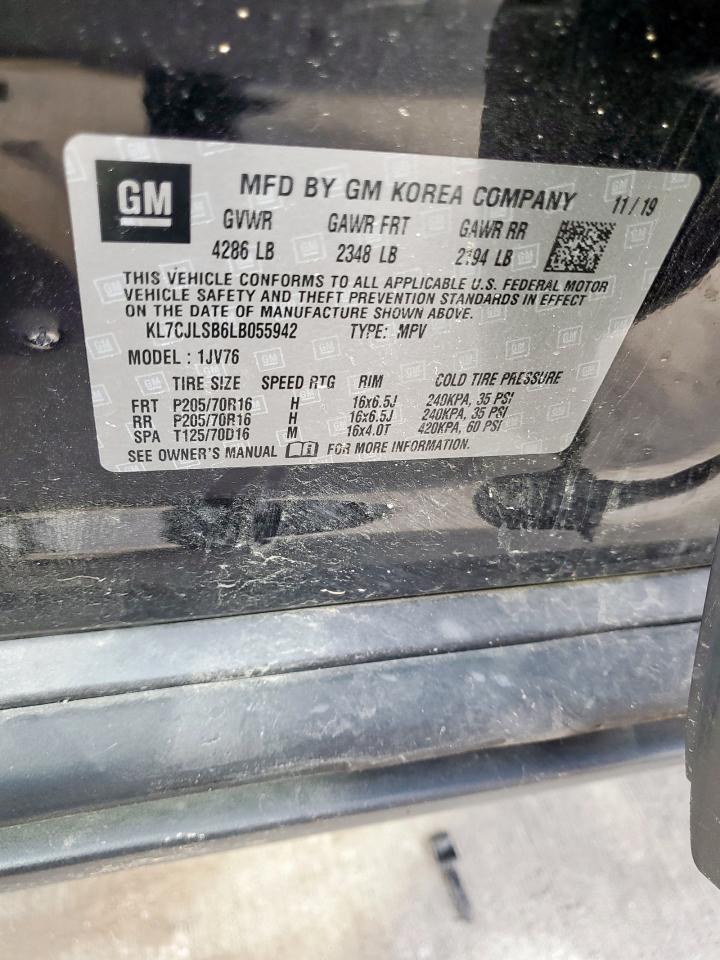 GM
MFD BY GM KOREA COMPANY 11/19
GVWR GAWR FRT GAWR RR
4286 LB 2348 LB 2194 LB
THIS VEHICLE CONFORMS TO ALL APPLICABLE U.S. FEDERAL MOTOR
VEHICLE SAFETY AND THEFT PREVENTION STANDARDS IN EFFECT
ON THE DATE OF MANUFACTURE SHOWN ABOVE.
KL7CJLSB6LB055942 TYPE: MPV
MODEL : 1JV76
TIRE SIZE SPEED RTG RIM COLD TIRE PRESSURE
FRT P205/70R16 H 16x6.5J 240KPA, 35 PSI
RR P205/70R16 H 16x6.5J 240KPA, 35 PSI
SPA T125/70D16 M 16x4.0T 420KPA, 60 PSI
SEE OWNER'S MANUAL FOR MORE INFORMATION.